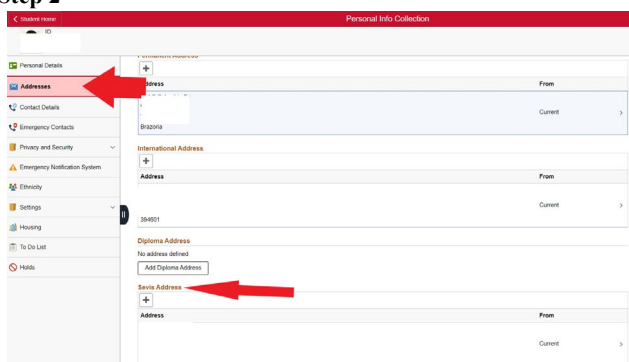 Step 2
Student Home
Personal Info Collection
ID
Personal Details
Addresses
Contact Details
Emergency Contacts
Privacy and Security
Emergency Notification System
Ethnicity
Settings
Housing
To Do List
Holds
Permanent Address
+
Address From
Current
Brazoria
International Address
+
Address From
Current
394601
Diploma Address
No address defined
Add Diploma Address
Sevis Address
+
Address From
Current